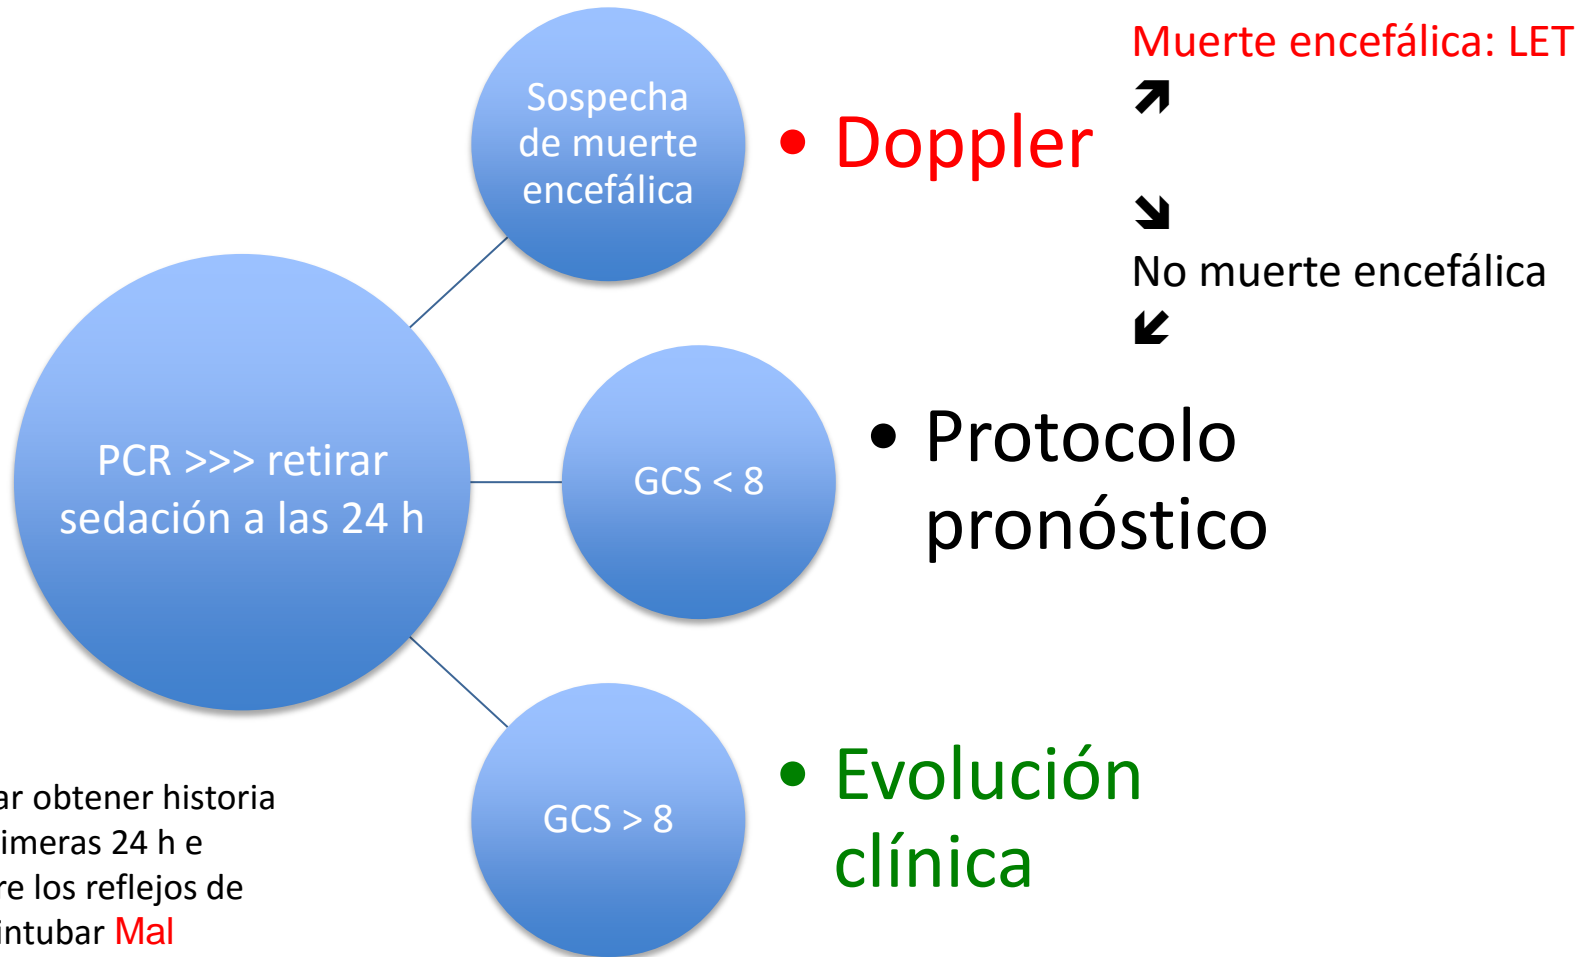 Muerte encefálica: LET
Sospecha
de muerte
encefálica
• Doppler
No muerte encefálica
PCR >>> retirar
sedación a las 24 h
GCS < 8
• Protocolo
pronóstico
GCS > 8
• Evolución
clínica
ar obtener historia
imeras 24 h e
re los reflejos de
intubar Mal